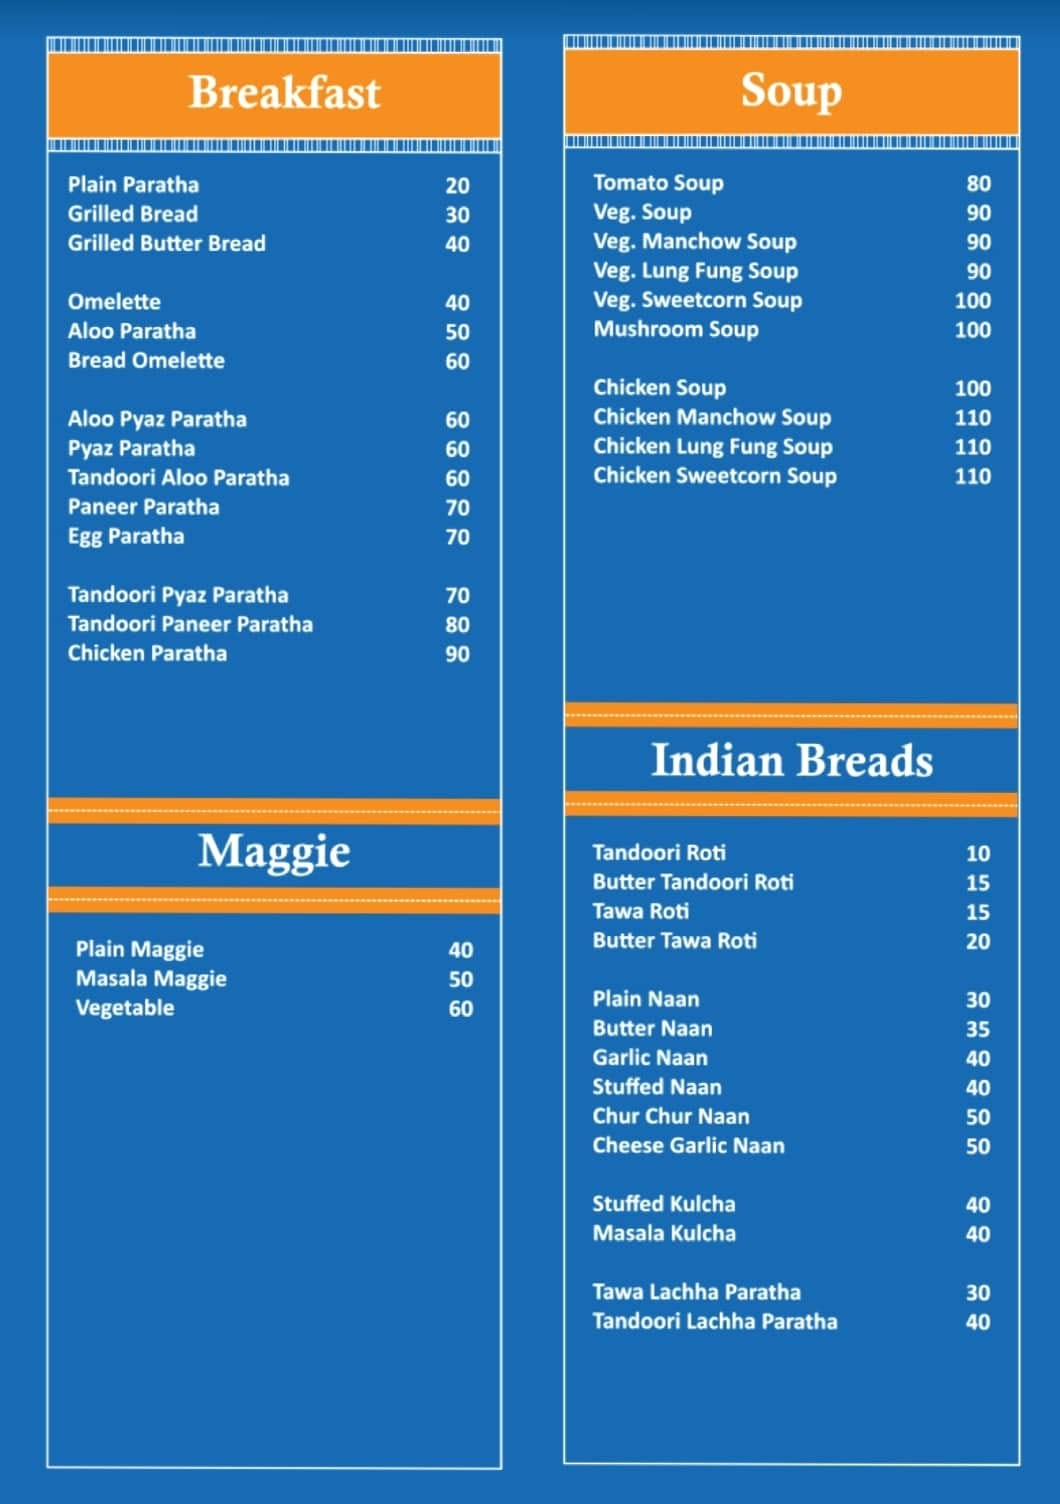 Breakfast
Plain Paratha 20
Grilled Bread 30
Grilled Butter Bread 40
Omelette 40
Aloo Paratha 50
Bread Omelette 60
Aloo Pyaz Paratha 60
Pyaz Paratha 60
Tandoori Aloo Paratha 60
Paneer Paratha 70
Egg Paratha 70
Tandoori Pyaz Paratha 70
Tandoori Paneer Paratha 80
Chicken Paratha 90
Maggie
Plain Maggie 40
Masala Maggie 50
Vegetable 60
Soup
Tomato Soup 80
Veg. Soup 90
Veg. Manchow Soup 90
Veg. Lung Fung Soup 90
Veg. Sweetcorn Soup 100
Mushroom Soup 100
Chicken Soup 100
Chicken Manchow Soup 110
Chicken Lung Fung Soup 110
Chicken Sweetcorn Soup 110
Indian Breads
Tandoori Roti 10
Butter Tandoori Roti 15
Tawa Roti 15
Butter Tawa Roti 20
Plain Naan 30
Butter Naan 35
Garlic Naan 40
Stuffed Naan 40
Chur Chur Naan 50
Cheese Garlic Naan 50
Stuffed Kulcha 40
Masala Kulcha 40
Tawa Lachha Paratha 30
Tandoori Lachha Paratha 40